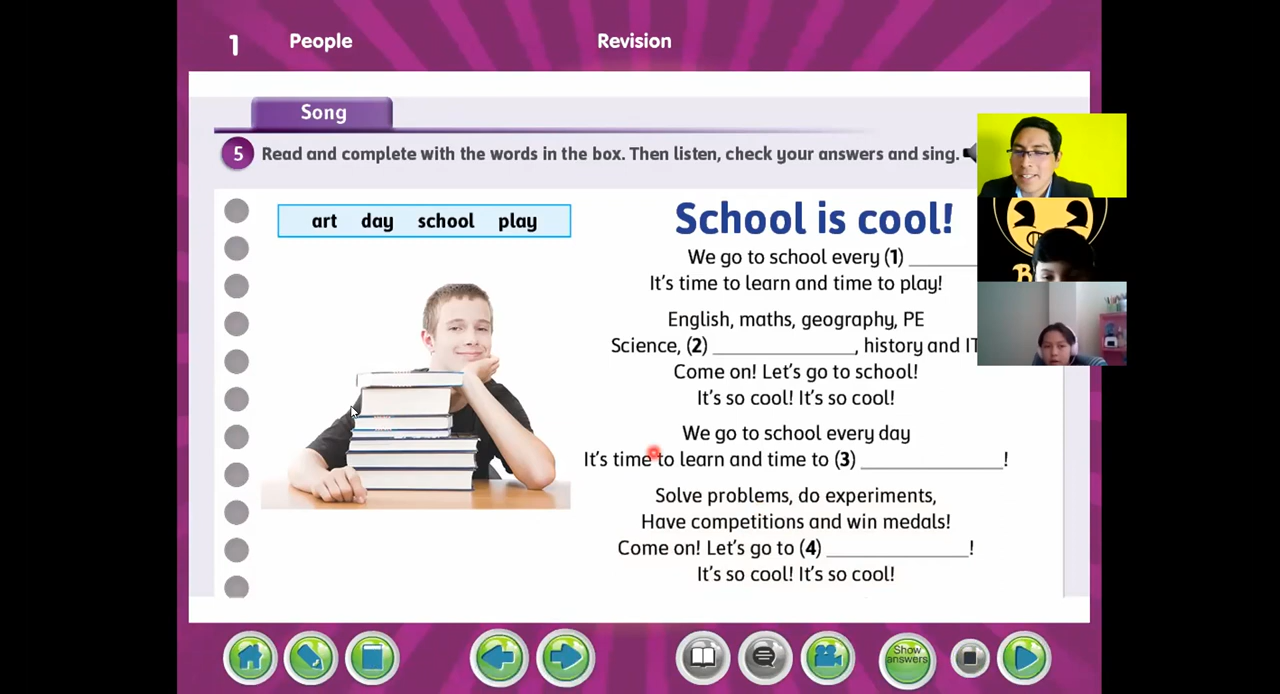 1 People Revision
Song
5 Read and complete with the words in the box. Then listen, check your answers and sing.
art day school play
School is cool!
We go to school every (1) ________
It's time to learn and time to play!
English, maths, geography, PE
Science, (2) ______________, history and IT
Come on! Let's go to school!
It's so cool! It's so cool!
We go to school every day
It's time to learn and time to (3) ______________!
Solve problems, do experiments,
Have competitions and win medals!
Come on! Let's go to (4) ______________!
It's so cool! It's so cool!
Show
answers